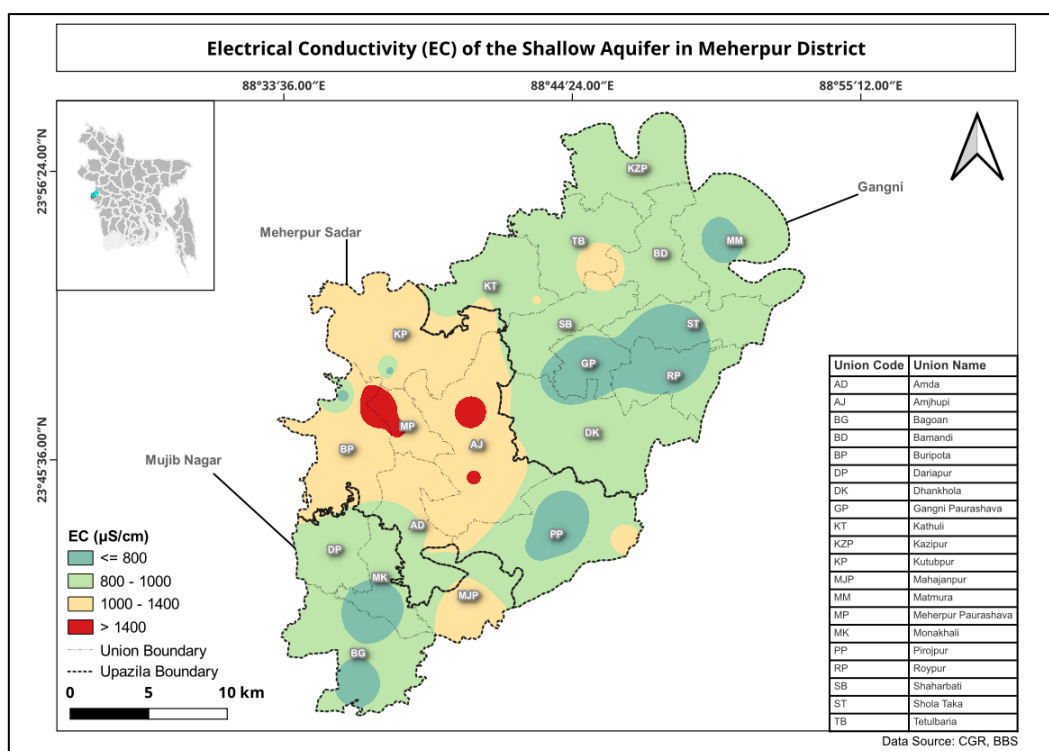 Electrical Conductivity (EC) of the Shallow Aquifer in Meherpur District
88°33′36.00″E 88°44′24.00″E 88°55′12.00″E
23°56′24.00″N
23°45′36.00″N
Gangni
Meherpur Sadar
Mujib Nagar
KZP
TB
MM
BD
KT
SB
ST
KP
GP
RP
MP
DK
BP
AJ
AD
PP
DP
MK
MJP
BG
EC (µS/cm)
<= 800
800 - 1000
1000 - 1400
> 1400
Union Boundary
Upazila Boundary
0 5 10 km
Union Code Union Name
AD Amda
AJ Amjhupi
BG Bagoan
BD Bamandi
BP Buripota
DP Dariapur
DK Dhankhola
GP Gangni Paurashava
KT Kathuli
KZP Kazipur
KP Kutubpur
MJP Mahajanpur
MM Matmura
MP Meherpur Paurashava
MK Monakhali
PP Pirojpur
RP Roypur
SB Shaharbati
ST Shola Taka
TB Tetulbaria
Data Source: CGR, BBS